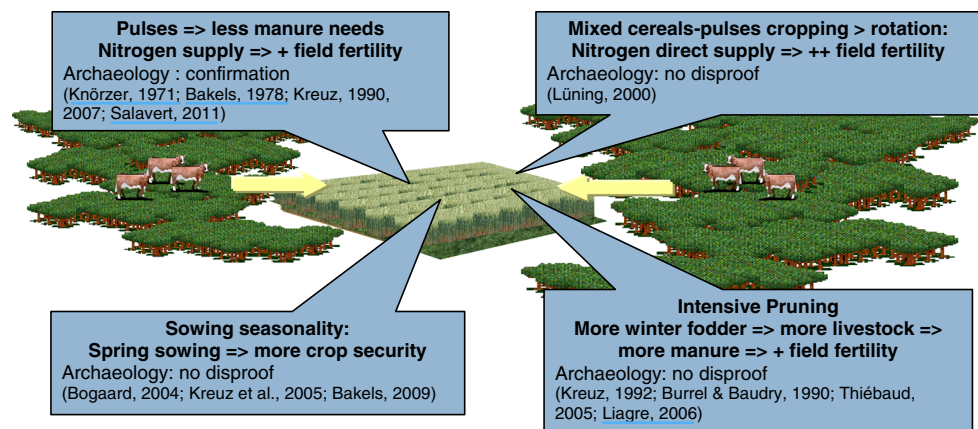 Pulses => less manure needs
Nitrogen supply => + field fertility
Archaeology : confirmation
(Knörzer, 1971; Bakels, 1978; Kreuz, 1990,
2007; Salavert, 2011)
Mixed cereals-pulses cropping > rotation:
Nitrogen direct supply => ++ field fertility
Archaeology: no disproof
(Lüning, 2000)
Sowing seasonality:
Spring sowing => more crop security
Archaeology: no disproof
(Bogaard, 2004; Kreuz et al., 2005; Bakels, 2009)
Intensive Pruning
More winter fodder => more livestock =>
more manure => + field fertility
Archaeology: no disproof
(Kreuz, 1992; Burrel & Baudry, 1990; Thiébaud,
2005; Liagre, 2006)